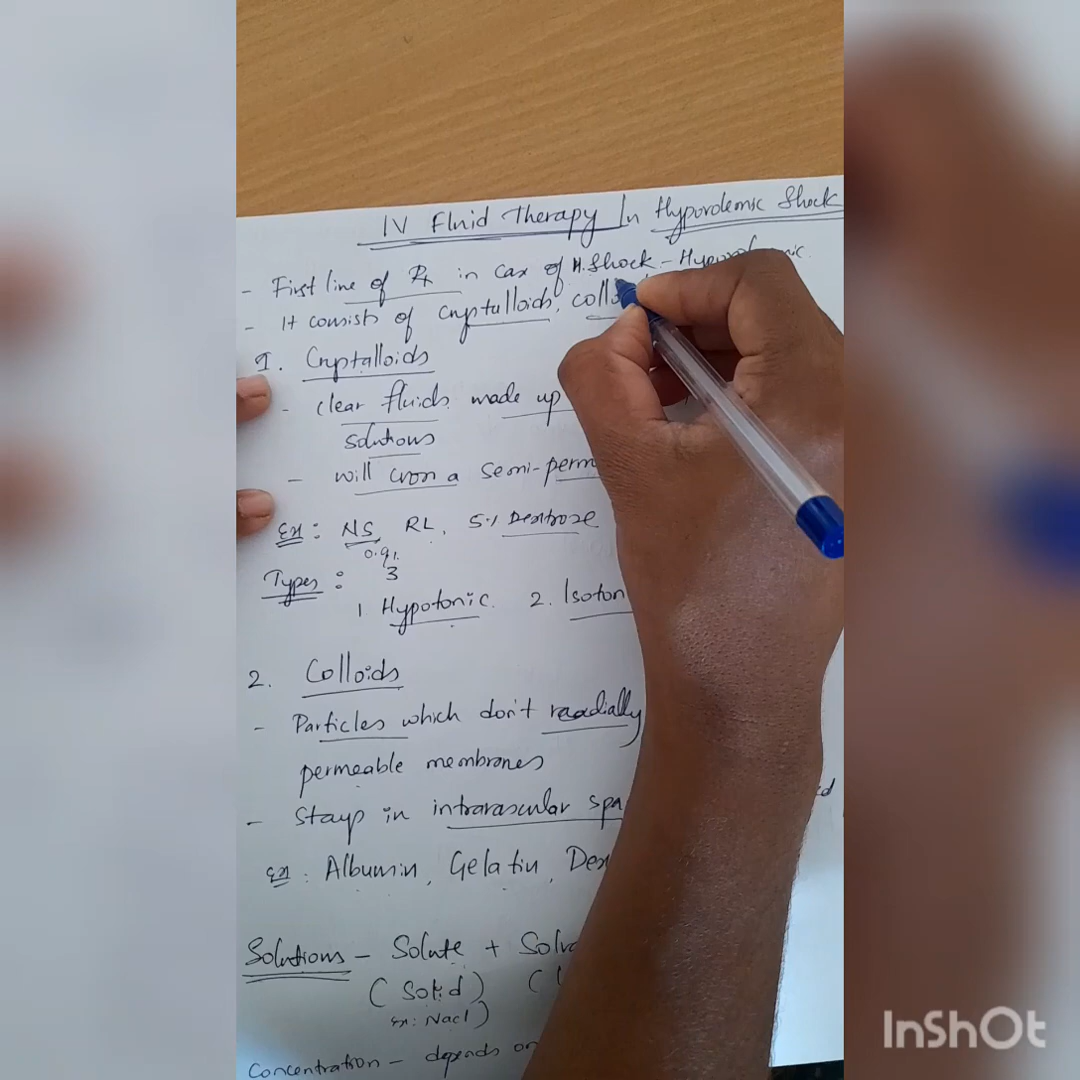 IV Fluid Therapy In Hypovolemic Shock
- First line of Rx in Case of H.Shock -
- It consists of Crystalloids, coll
1. Crystalloids
- clear fluids made up
solutions
- will cross a semi-perm
Ex : NS, RL, 5% Dextrose
0.9%
Types : 3
1 Hypotonic. 2. Isoton
2. Colloids
- Particles which don't readially
permeable membranes
- Stays in intravascular spa
Ex : Albumin, Gelatin, Dex
Solutions - Solute + Solv
(Solid) (
Ex: Nacl)
Concentration - depends on
InShOt